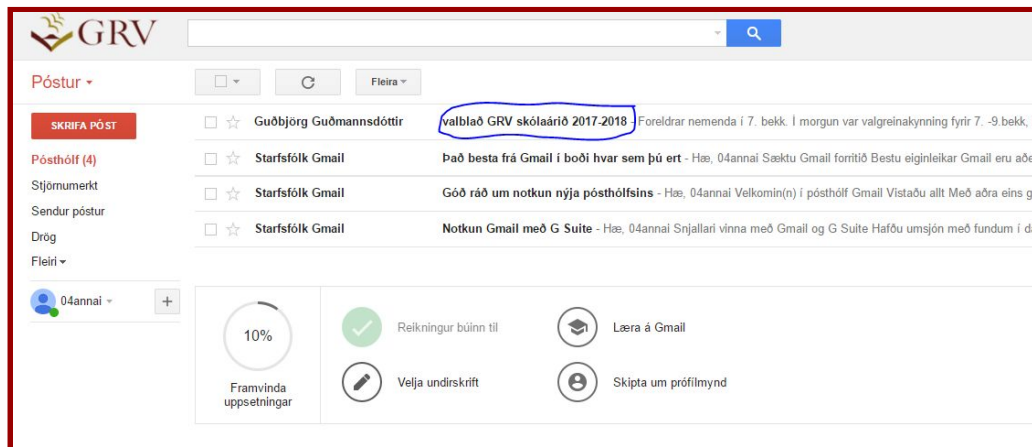 GRV
Póstur
Fleira
SKRIFA PÓST
Guðbjörg Guðmannsdóttir valblað GRV skólaárið 2017-2018 - Foreldrar nemenda í 7. bekk. Í morgun var valgreinakynning fyrir 7. -9.bekk,
Pósthólf (4)
Starfsfólk Gmail Það besta frá Gmail í boði hvar sem þú ert - Hæ, 04annai Sæktu Gmail forritið Bestu eiginleikar Gmail eru aðe
Stjörnumerkt
Starfsfólk Gmail Góð ráð um notkun nýja pósthólfsins - Hæ, 04annai Velkomin(n) í pósthólf Gmail Vistaðu allt Með aðra eins g
Sendur póstur
Drög
Starfsfólk Gmail Notkun Gmail með G Suite - Hæ, 04annai Snjallari vinna með Gmail og G Suite Hafðu umsjón með fundum í da
Fleiri
04annai
10%
Framvinda
uppsetningar
Reikningur búinn til
Læra á Gmail
Velja undirskrift
Skipta um prófílmynd